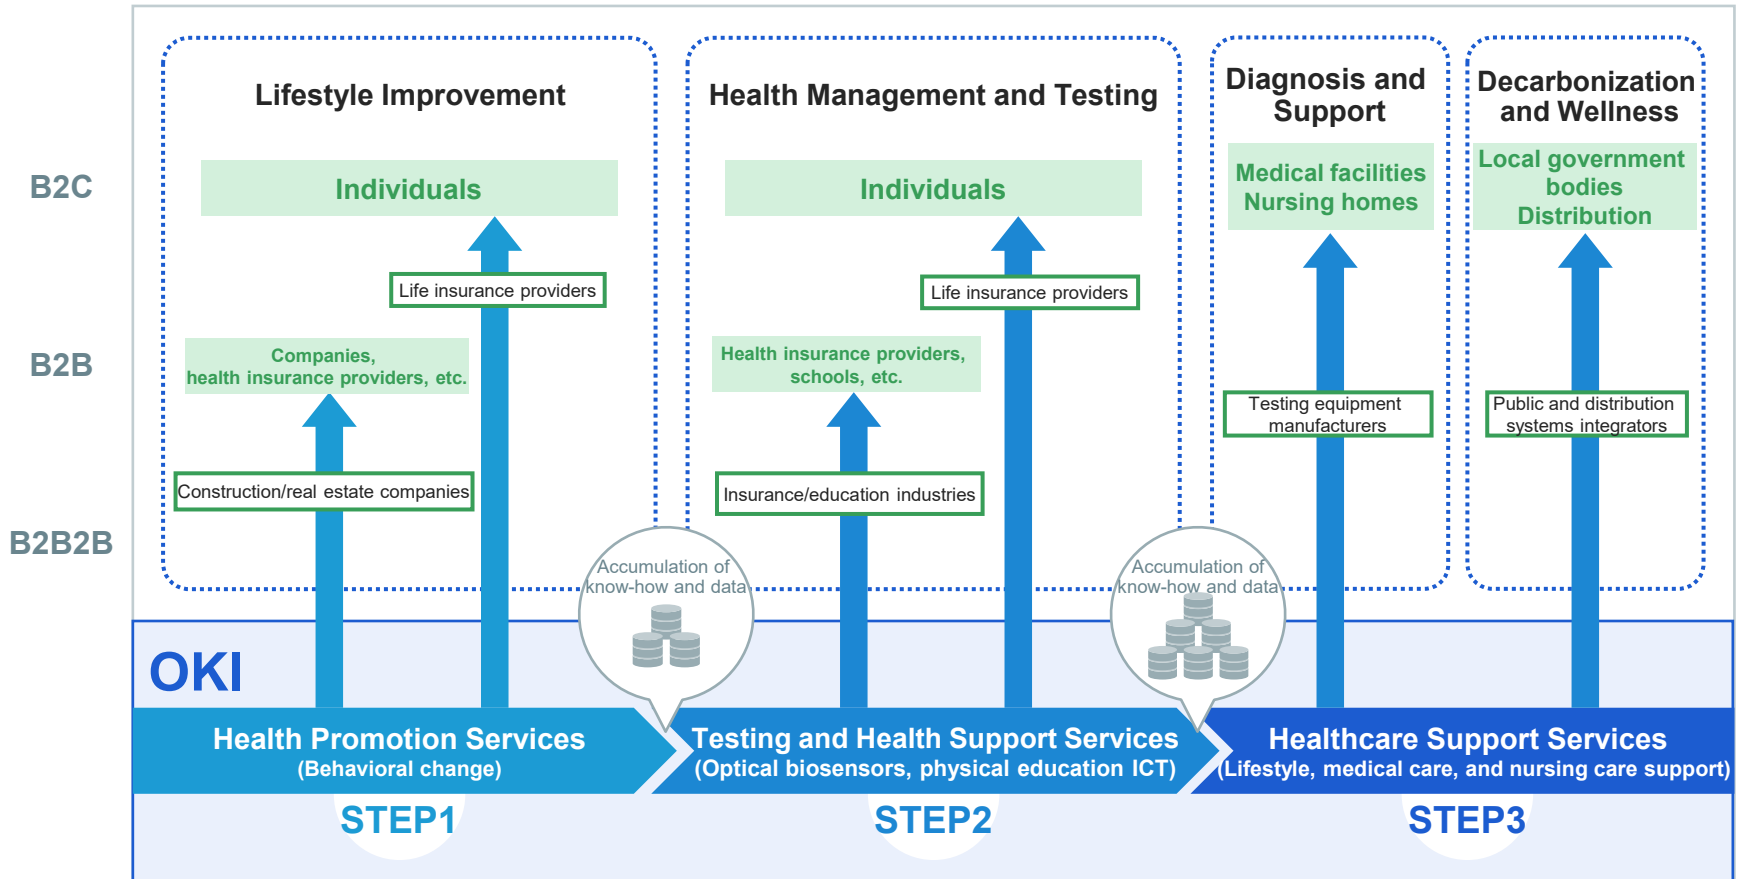 Lifestyle Improvement
Health Management and Testing
Diagnosis and
Support
Decarbonization
and Wellness
B2C
Individuals
Individuals
Medical facilities
Nursing homes
Local government
bodies
Distribution
Life insurance providers
Life insurance providers
B2B
Companies,
health insurance providers, etc.
Health insurance providers,
schools, etc.
Testing equipment
manufacturers
Public and distribution
systems integrators
Construction/real estate companies
Insurance/education industries
B2B2B
Accumulation of
know-how and data
Accumulation of
know-how and data
OKI
Health Promotion Services
(Behavioral change)
Testing and Health Support Services
(Optical biosensors, physical education ICT)
Healthcare Support Services
(Lifestyle, medical care, and nursing care support)
STEP1
STEP2
STEP3